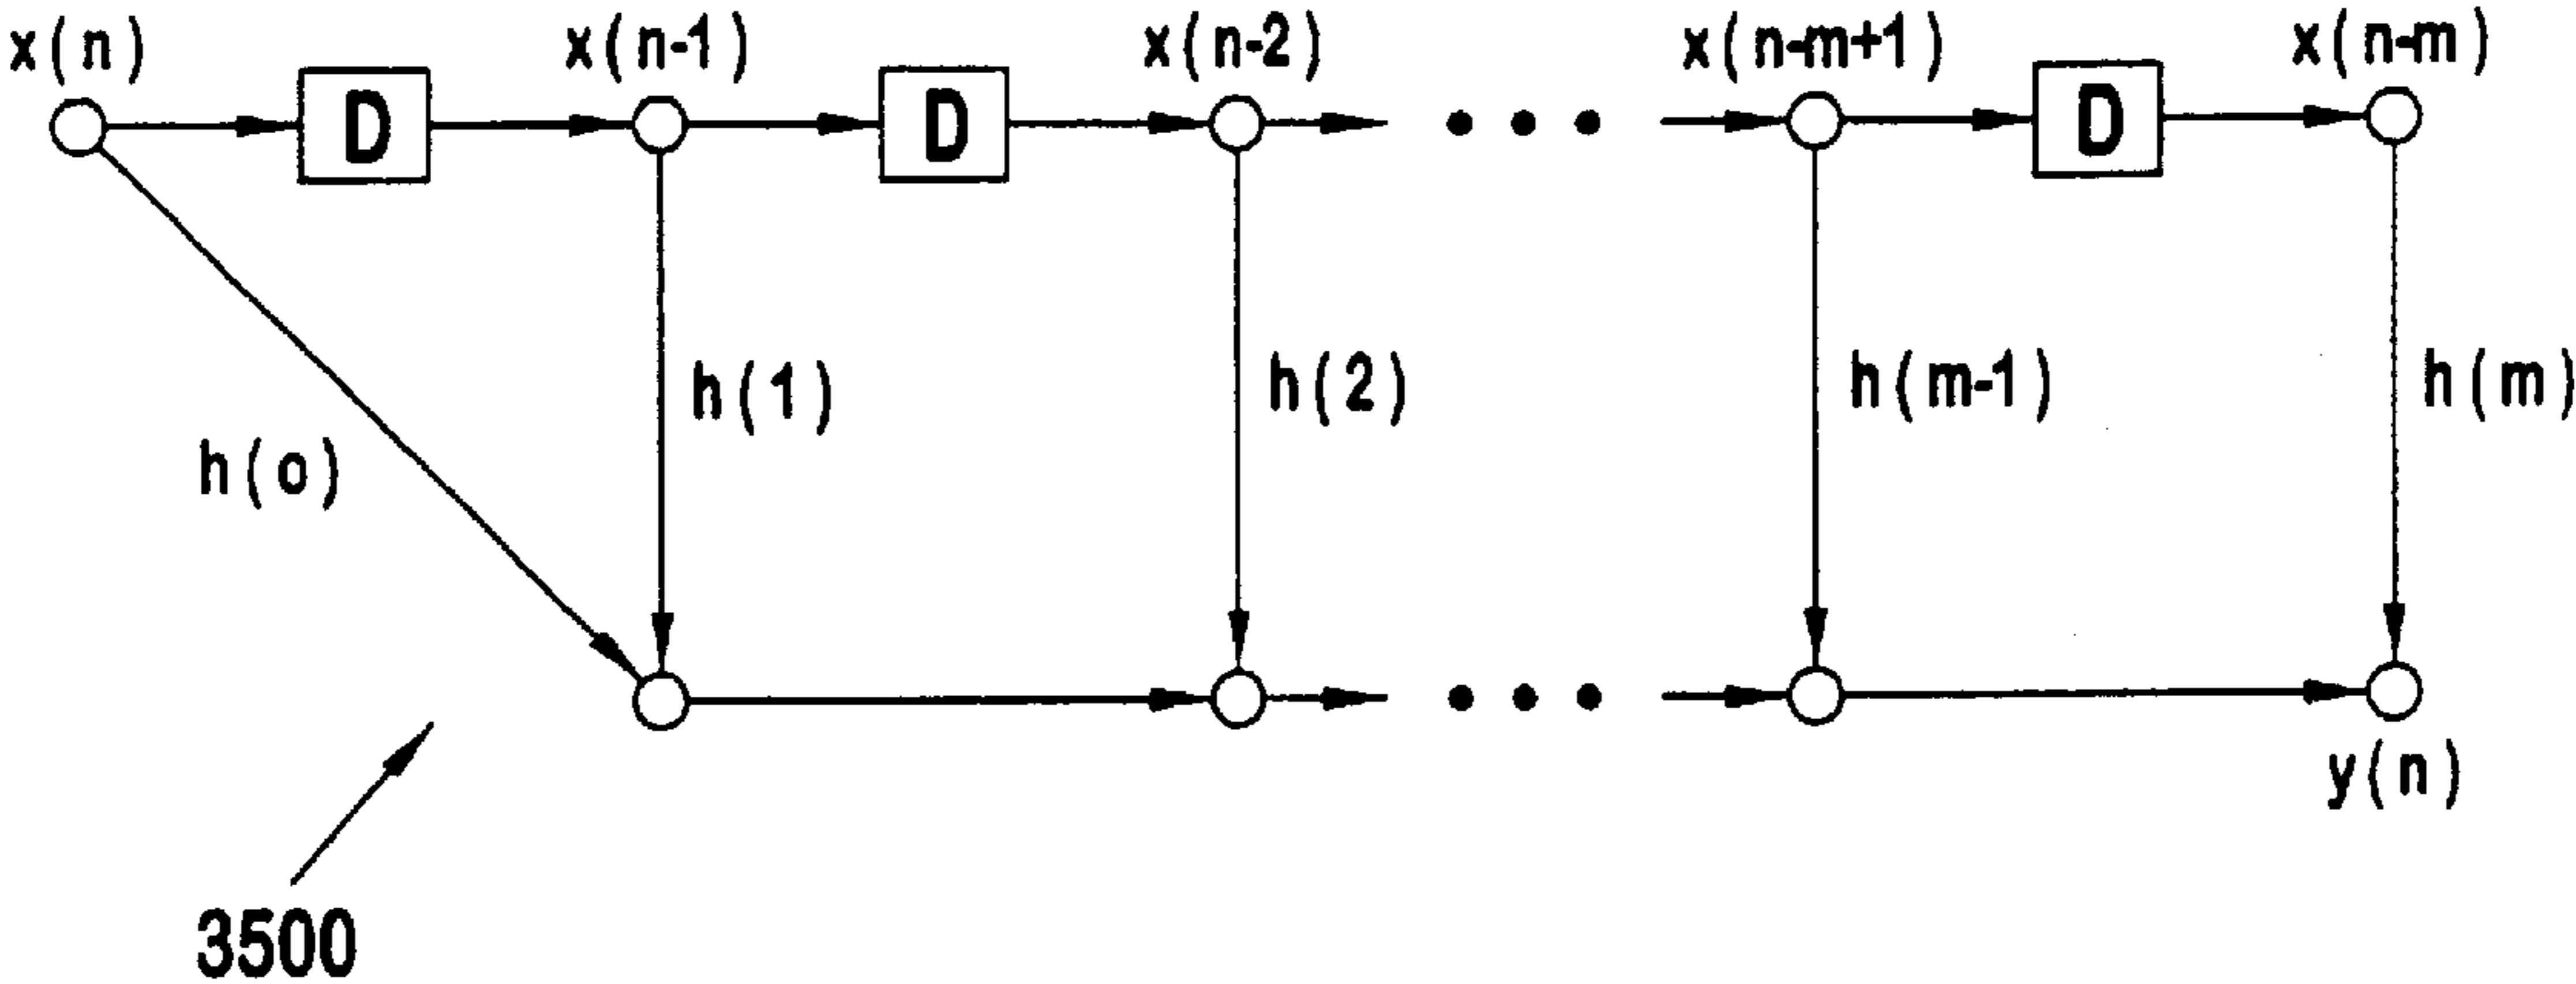 x(n) x(n-1) x(n-2) x(n-m+1) x(n-m)
D D D
h(o) h(1) h(2) h(m-1) h(m)
y(n)
3500